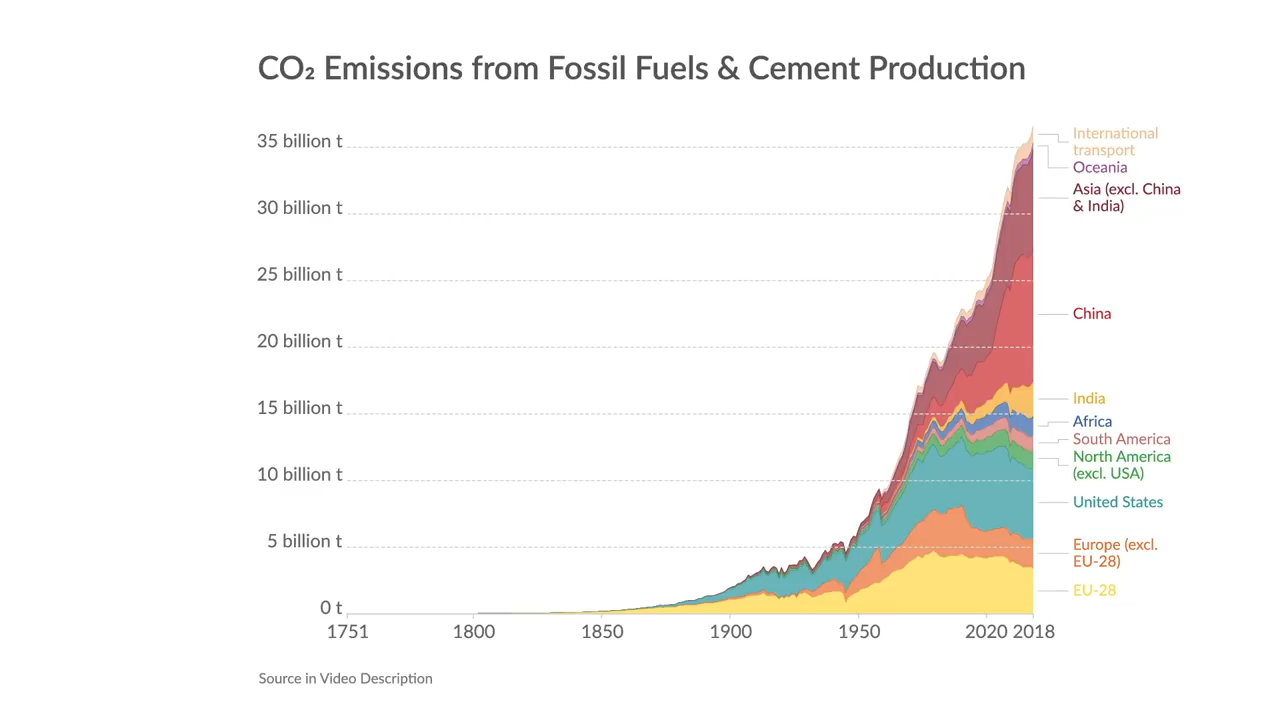 CO₂ Emissions from Fossil Fuels & Cement Production
35 billion t
30 billion t
25 billion t
20 billion t
15 billion t
10 billion t
5 billion t
0 t
1751
1800
1850
1900
1950
2020
2018
International
transport
Oceania
Asia (excl. China
& India)
China
India
Africa
South America
North America
(excl. USA)
United States
Europe (excl.
EU-28)
EU-28
Source in Video Description